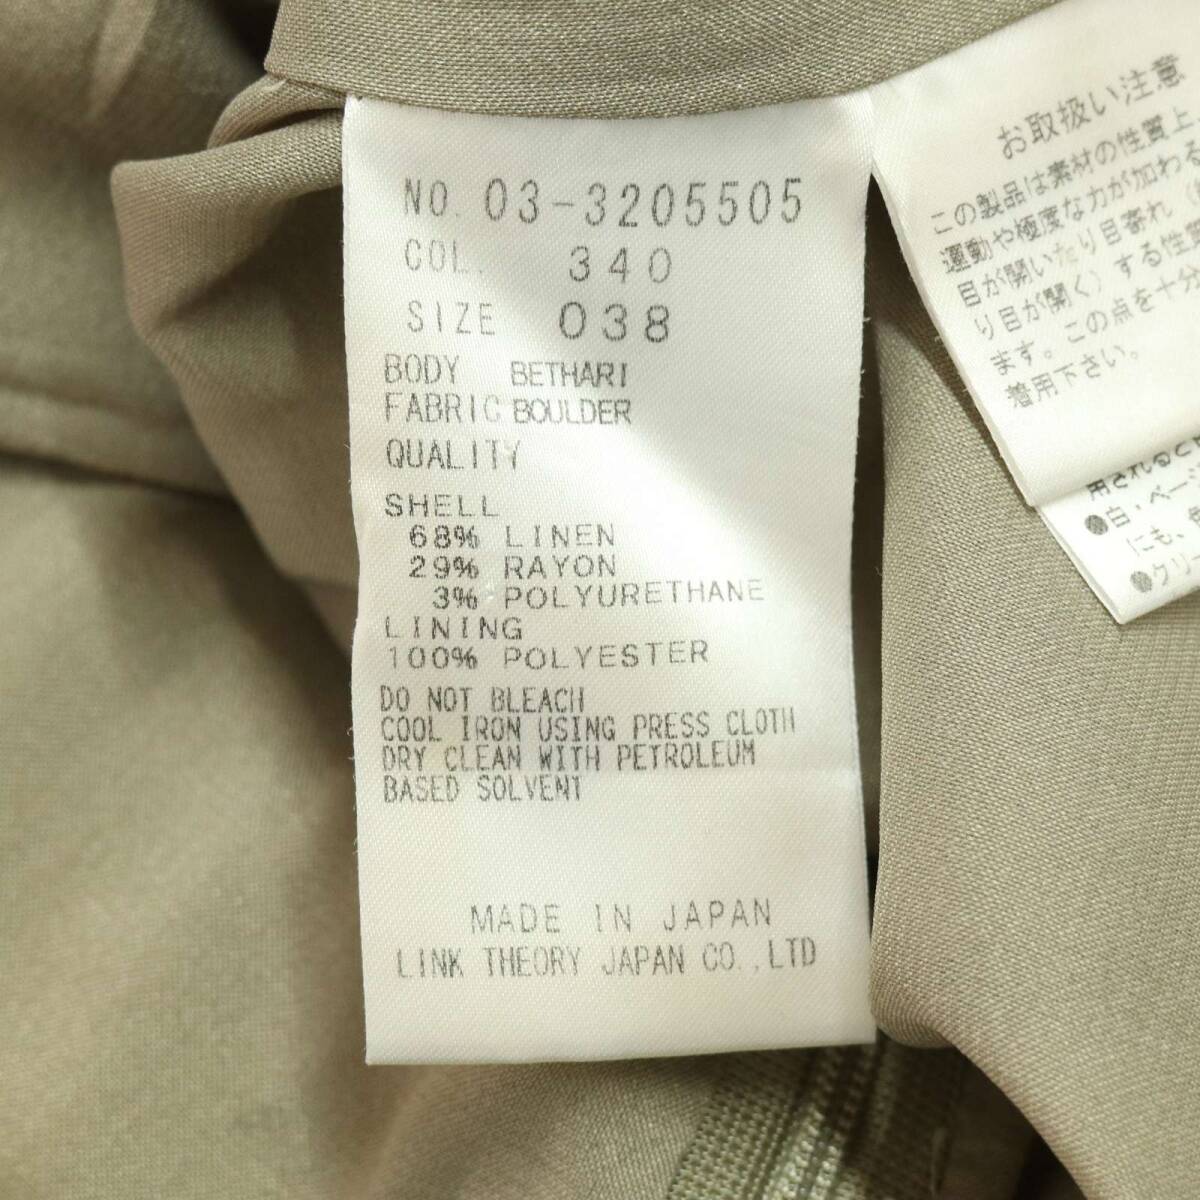 NO. 03-3205505
COL. 340
SIZE 038
BODY BETHARI
FABRIC BOULDER
QUALITY
SHELL
68% LINEN
29% RAYON
3% POLYURETHANE
LINING
100% POLYESTER
DO NOT BLEACH
COOL IRON USING PRESS CLOTH
DRY CLEAN WITH PETROLEUM
BASED SOLVENT
MADE IN JAPAN
LINK THEORY JAPAN CO.,LTD
お取扱い注意
この製品は素材の性質上、
運動や極度な力が加わる
目が開いたり目寄れ（
り目が開く）する性質
ます。この点を十分
着用下さい。
用されると
●白・ベージ
にも、
●クリー